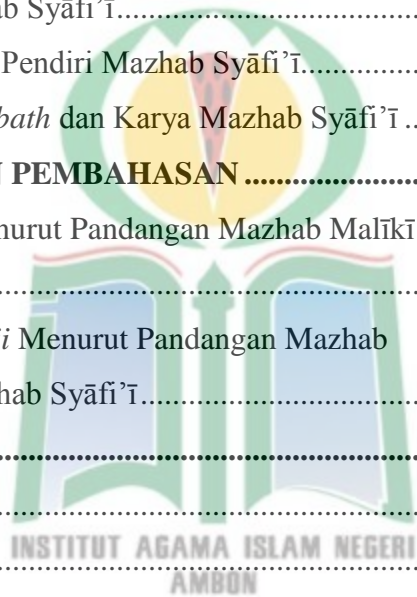 ab Syāfi’ī......................................
Pendiri Mazhab Syāfi’ī....................
bath dan Karya Mazhab Syāfi’ī ..
N PEMBAHASAN .........................
nurut Pandangan Mazhab Malīkī
....................................................
i Menurut Pandangan Mazhab
hab Syāfi’ī...................................
....................................................
....................................................
INSTITUT AGAMA ISLAM NEGERI
....................................................
AMBON